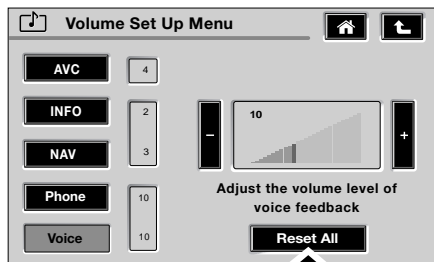 Volume Set Up Menu
AVC 4
INFO 2
NAV 3
Phone 10
Voice 10
10
-
+
Adjust the volume level of
voice feedback
Reset All